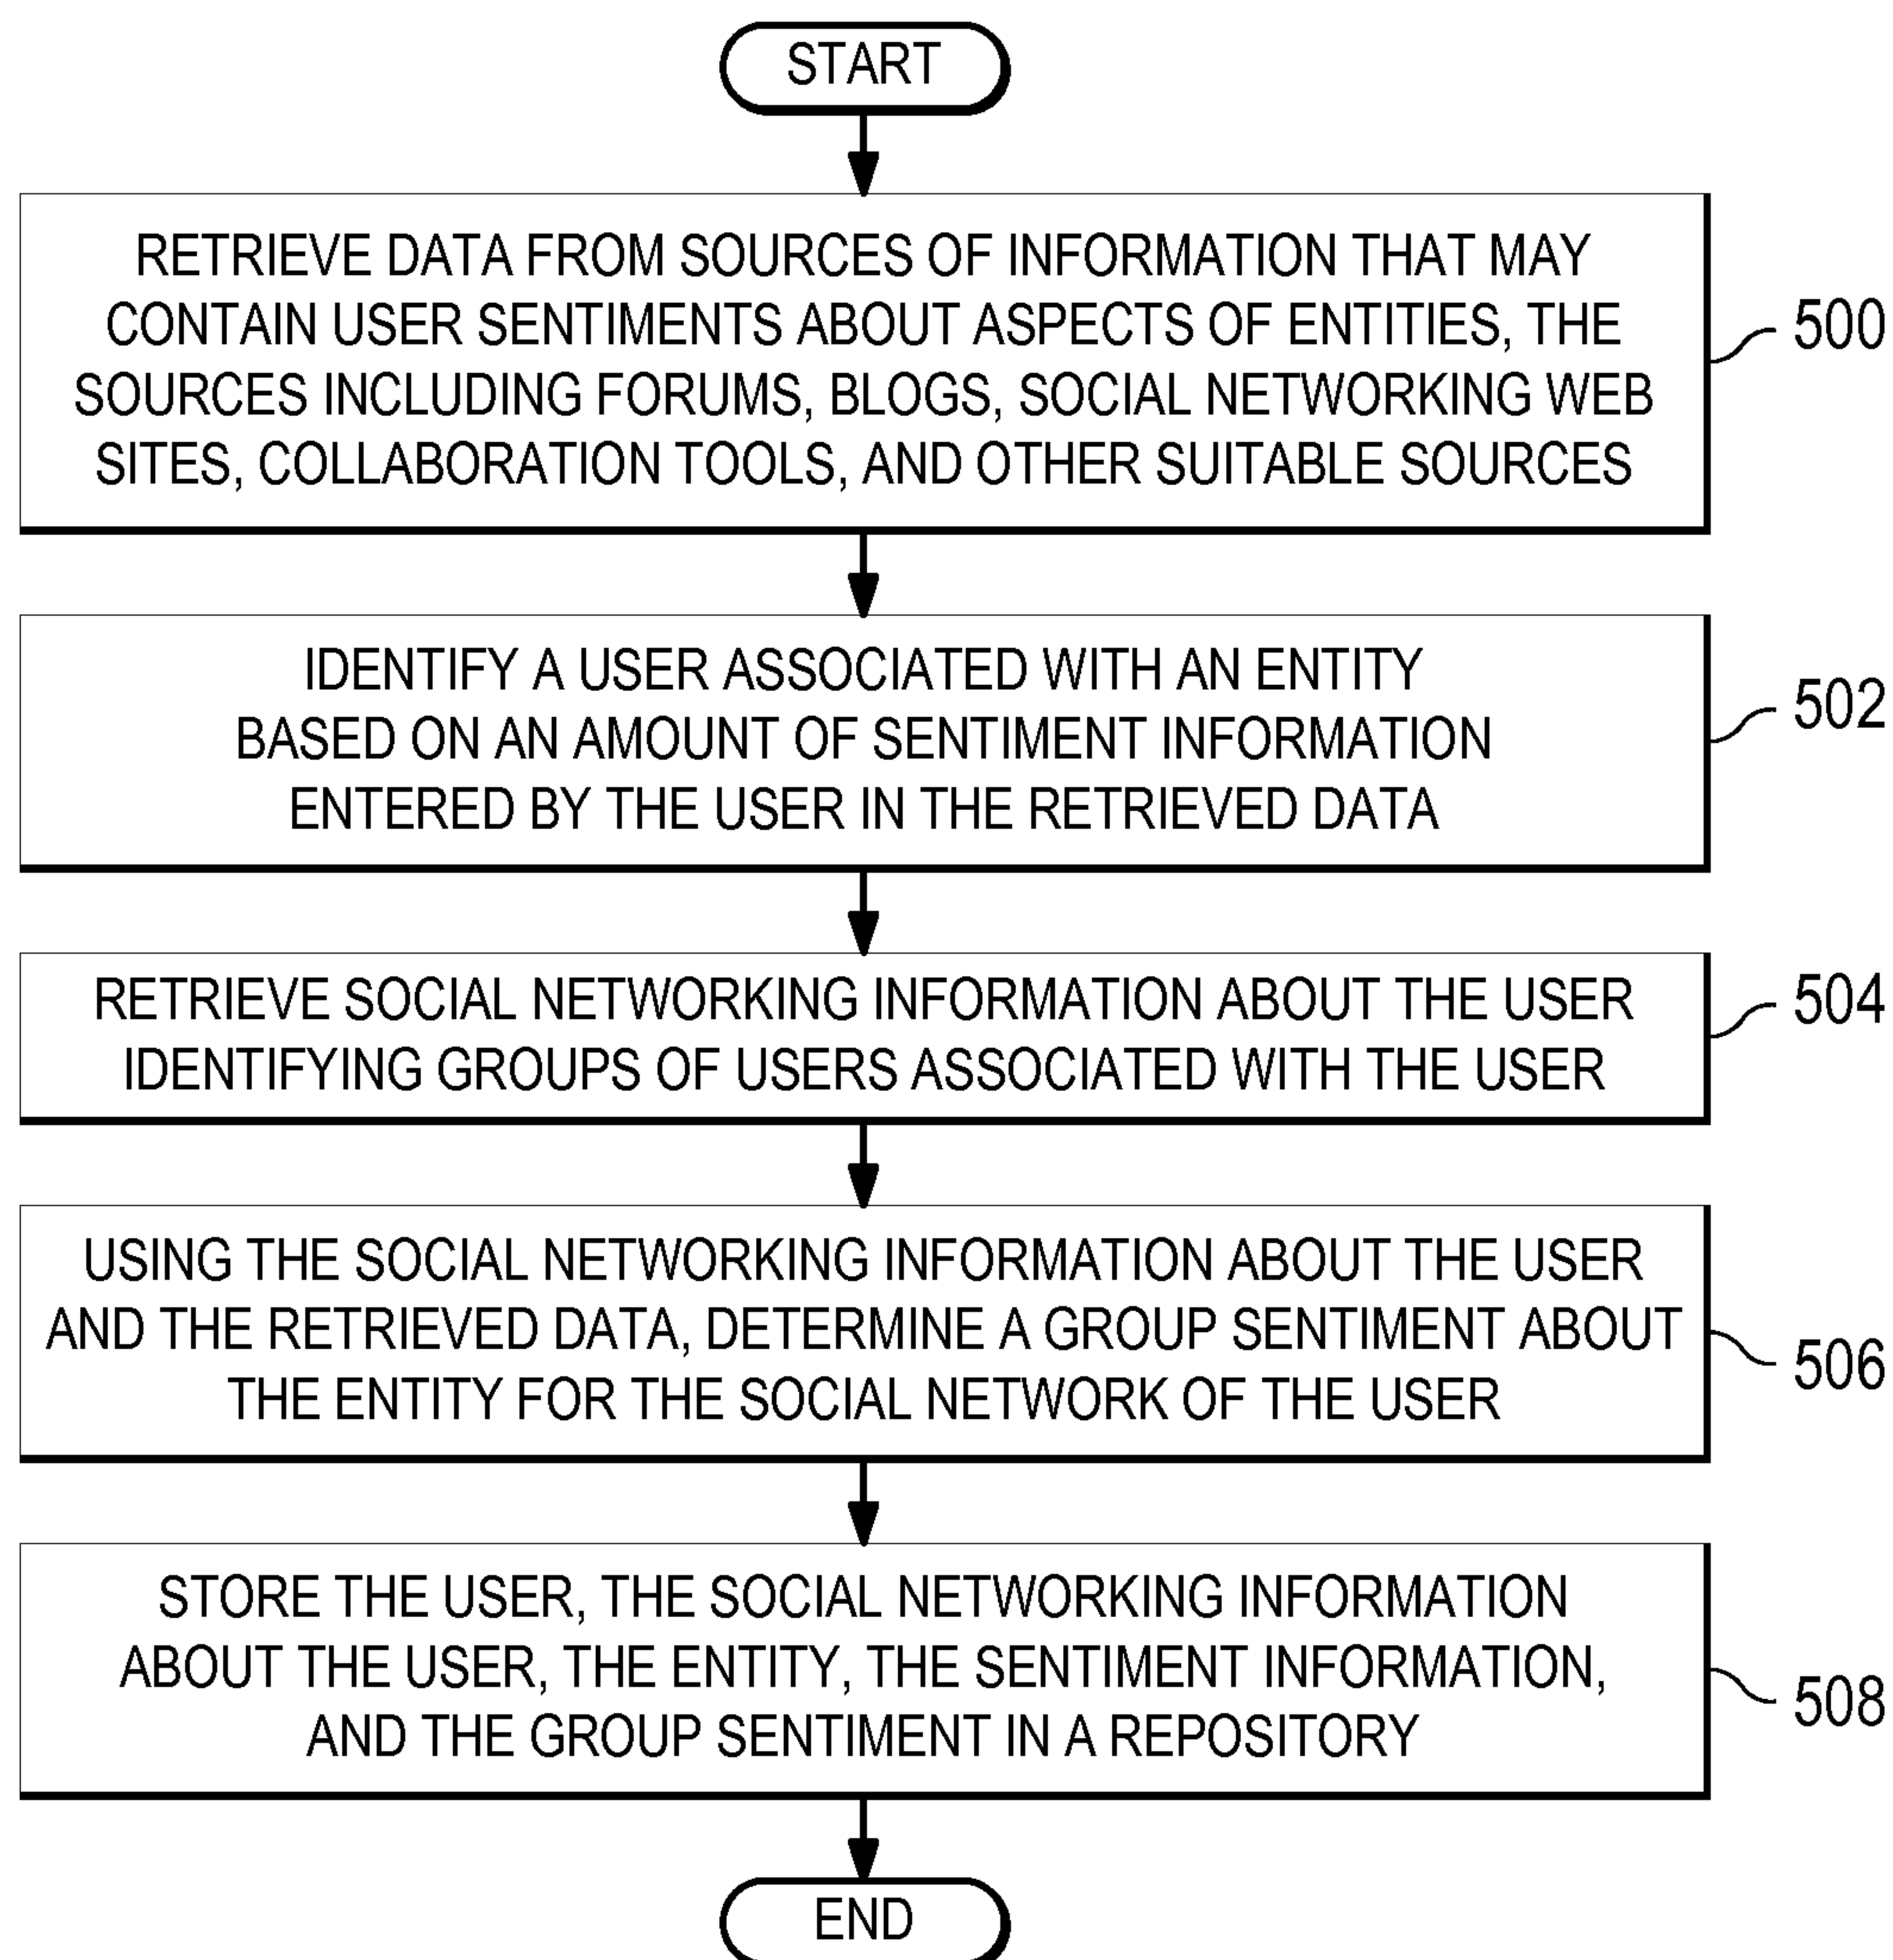 START
RETRIEVE DATA FROM SOURCES OF INFORMATION THAT MAY
CONTAIN USER SENTIMENTS ABOUT ASPECTS OF ENTITIES, THE
SOURCES INCLUDING FORUMS, BLOGS, SOCIAL NETWORKING WEB
SITES, COLLABORATION TOOLS, AND OTHER SUITABLE SOURCES
500
IDENTIFY A USER ASSOCIATED WITH AN ENTITY
BASED ON AN AMOUNT OF SENTIMENT INFORMATION
ENTERED BY THE USER IN THE RETRIEVED DATA
502
RETRIEVE SOCIAL NETWORKING INFORMATION ABOUT THE USER
IDENTIFYING GROUPS OF USERS ASSOCIATED WITH THE USER
504
USING THE SOCIAL NETWORKING INFORMATION ABOUT THE USER
AND THE RETRIEVED DATA, DETERMINE A GROUP SENTIMENT ABOUT
THE ENTITY FOR THE SOCIAL NETWORK OF THE USER
506
STORE THE USER, THE SOCIAL NETWORKING INFORMATION
ABOUT THE USER, THE ENTITY, THE SENTIMENT INFORMATION,
AND THE GROUP SENTIMENT IN A REPOSITORY
508
END